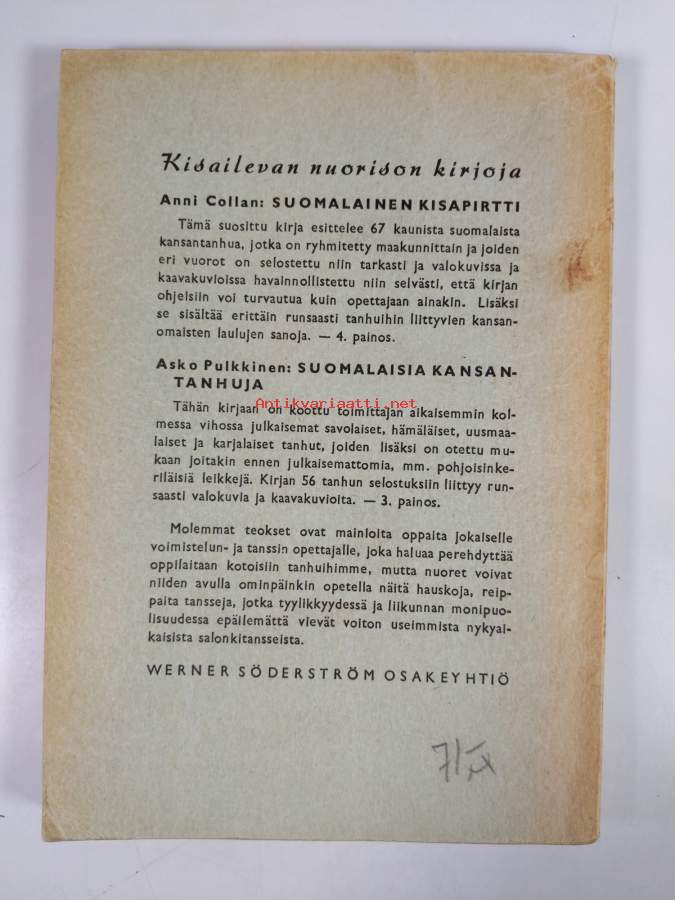 Kisailevan nuorison kirjoja
Anni Collan: SUOMALAINEN KISAPIRTTI
Tämä suosittu kirja esittelee 67 kaunista suomalaista
kansantanhua, jotka on ryhmitetty maakunnittain ja joiden
eri vuorot on selostettu niin tarkasti ja valokuvissa ja
kaavakuvioissa havainnollistettu niin selvästi, että kirjan
ohjeisiin voi turvautua kuin opettajaan ainakin. Lisäksi
se sisältää erittäin runsaasti tanhuihin liittyvien kansan-
omaisten laulujen sanoja. — 4. painos.
Asko Pulkkinen: SUOMALAISIA KANSAN-
TANHUJA
Antikvariaatti.net
Tähän kirjaan on koottu toimittajan aikaisemmin kol-
messa vihossa julkaisemat savolaiset, hämäläiset, uusmaa-
laiset ja karjalaiset tanhut, joiden lisäksi on otettu mu-
kaan joitakin ennen julkaisemattomia, mm. pohjoisinke-
riläisiä leikkejä. Kirjan 56 tanhun selostuksiin liittyy run-
saasti valokuvia ja kaavakuvioita. — 3. painos.
Molemmat teokset ovat mainioita oppaita jokaiselle
voimistelun- ja tanssin opettajalle, joka haluaa perehdyttää
oppilaitaan kotoisiin tanhuihimme, mutta nuoret voivat
niiden avulla ominpäinkin opetella näitä hauskoja, reip-
paita tansseja, jotka tyylikkyydessä ja liikunnan monipuo-
lisuudessa epäilemättä vievät voiton useimmista nykyai-
kaisista salonkitansseista.
WERNER SÖDERSTRÖM OSAKEYHTIÖ